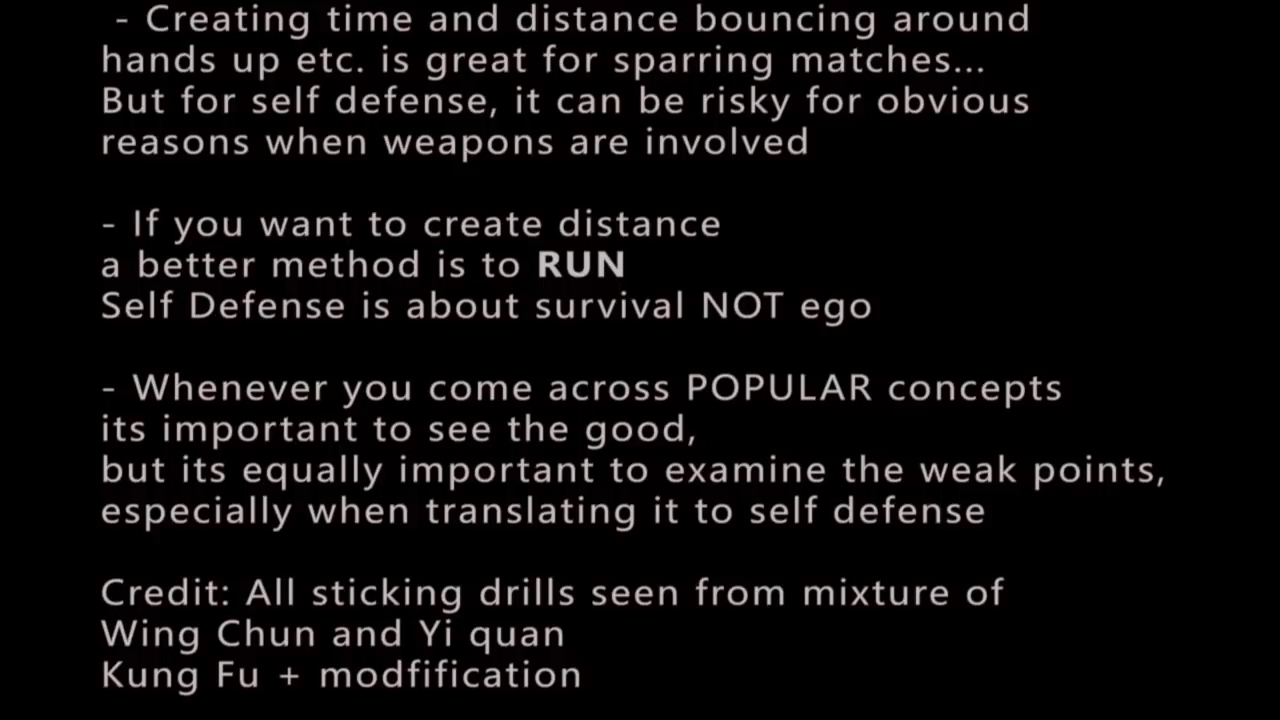 - Creating time and distance bouncing around
hands up etc. is great for sparring matches...
But for self defense, it can be risky for obvious
reasons when weapons are involved
- If you want to create distance
a better method is to RUN
Self Defense is about survival NOT ego
- Whenever you come across POPULAR concepts
its important to see the good,
but its equally important to examine the weak points,
especially when translating it to self defense
Credit: All sticking drills seen from mixture of
Wing Chun and Yi quan
Kung Fu + modfification